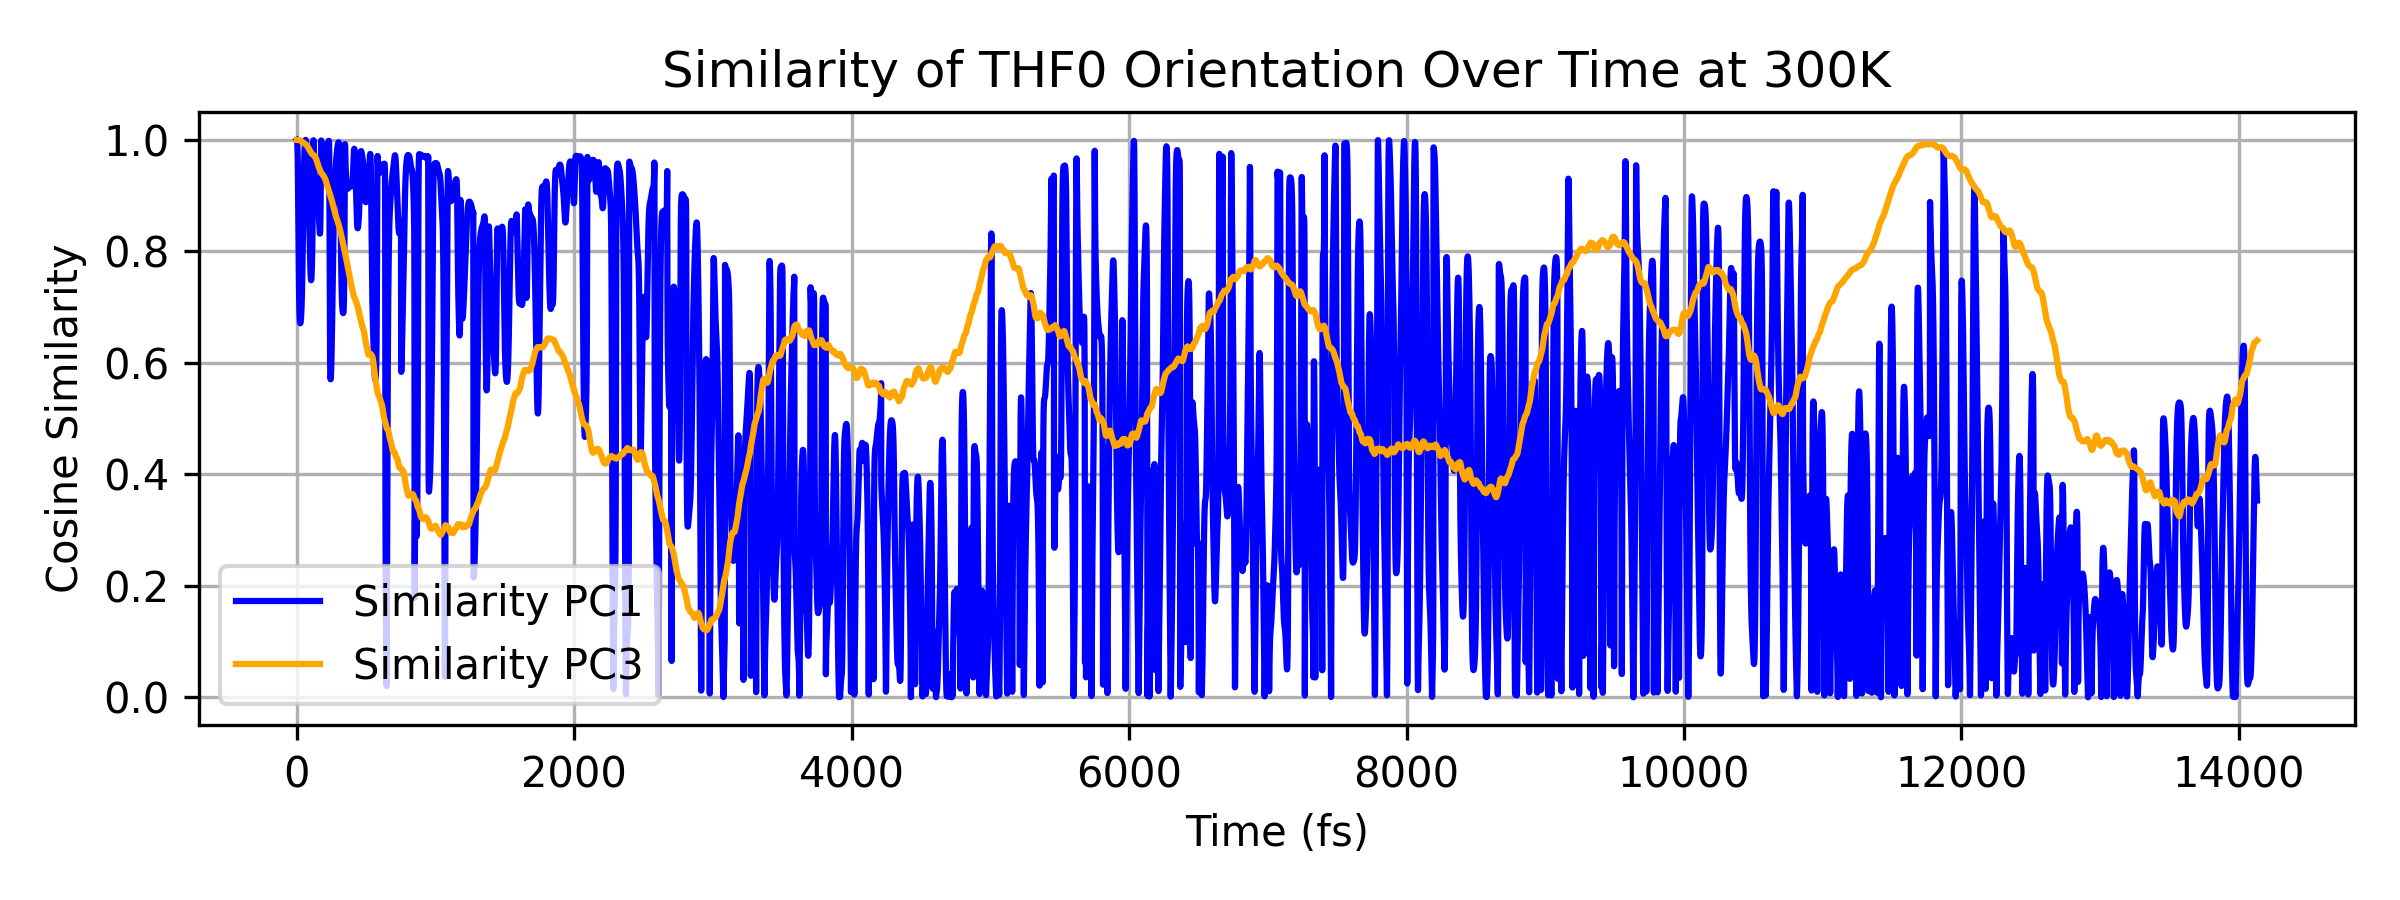 Similarity of THF0 Orientation Over Time at 300K
Cosine Similarity
1.0
0.8
0.6
0.4
0.2
0.0
Similarity PC1
Similarity PC3
0 2000 4000 6000 8000 10000 12000 14000
Time (fs)